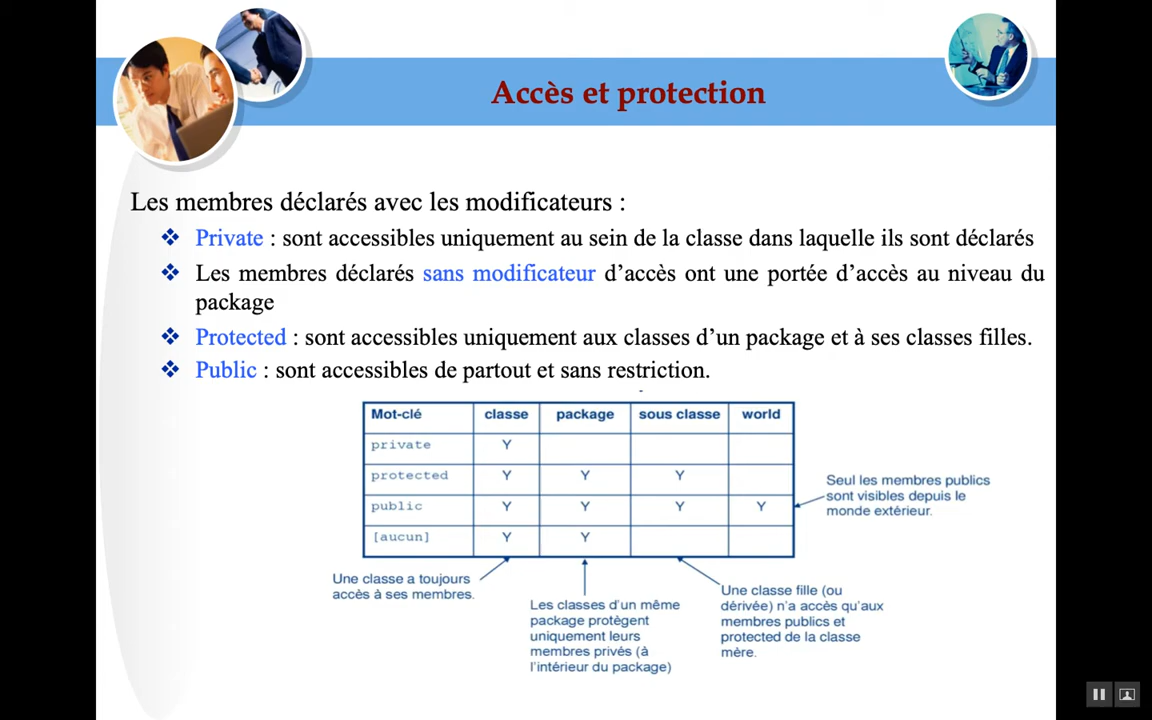 Accès et protection
Les membres déclarés avec les modificateurs :
Private : sont accessibles uniquement au sein de la classe dans laquelle ils sont déclarés
Les membres déclarés sans modificateur d’accès ont une portée d’accès au niveau du
package
Protected : sont accessibles uniquement aux classes d’un package et à ses classes filles.
Public : sont accessibles de partout et sans restriction.
Mot-clé classe package sous classe world
private Y
protected Y Y Y
public Y Y Y Y
[aucun] Y Y
Seul les membres publics
sont visibles depuis le
monde extérieur.
Une classe a toujours
accès à ses membres.
Les classes d’un même
package protègent
uniquement leurs
membres privés (à
l’intérieur du package)
Une classe fille (ou
dérivée) n’a accès qu’aux
membres publics et
protected de la classe
mère.